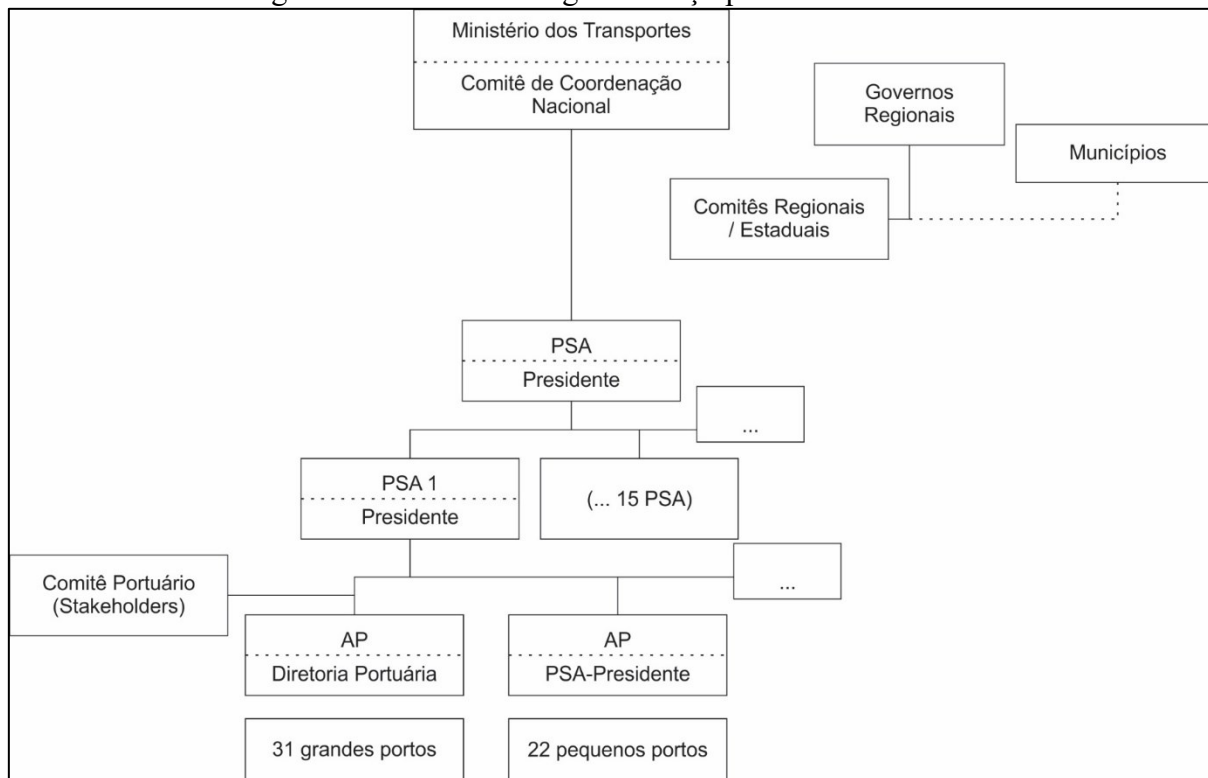 Ministério dos Transportes
Comitê de Coordenação
Nacional
Governos
Regionais
Municípios
Comitês Regionais
/ Estaduais
PSA
Presidente
...
PSA 1
Presidente
(... 15 PSA)
...
Comitê Portuário
(Stakeholders)
AP
Diretoria Portuária
AP
PSA-Presidente
31 grandes portos
22 pequenos portos